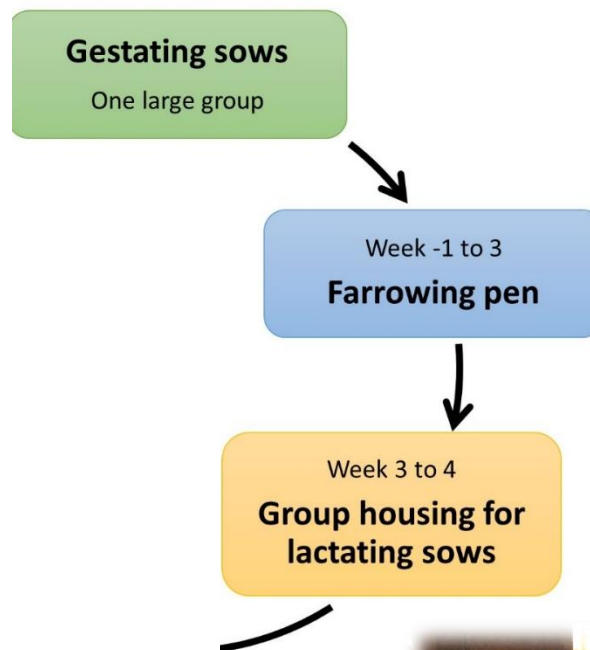 Gestating sows
One large group
Week -1 to 3
Farrowing pen
Week 3 to 4
Group housing for
lactating sows